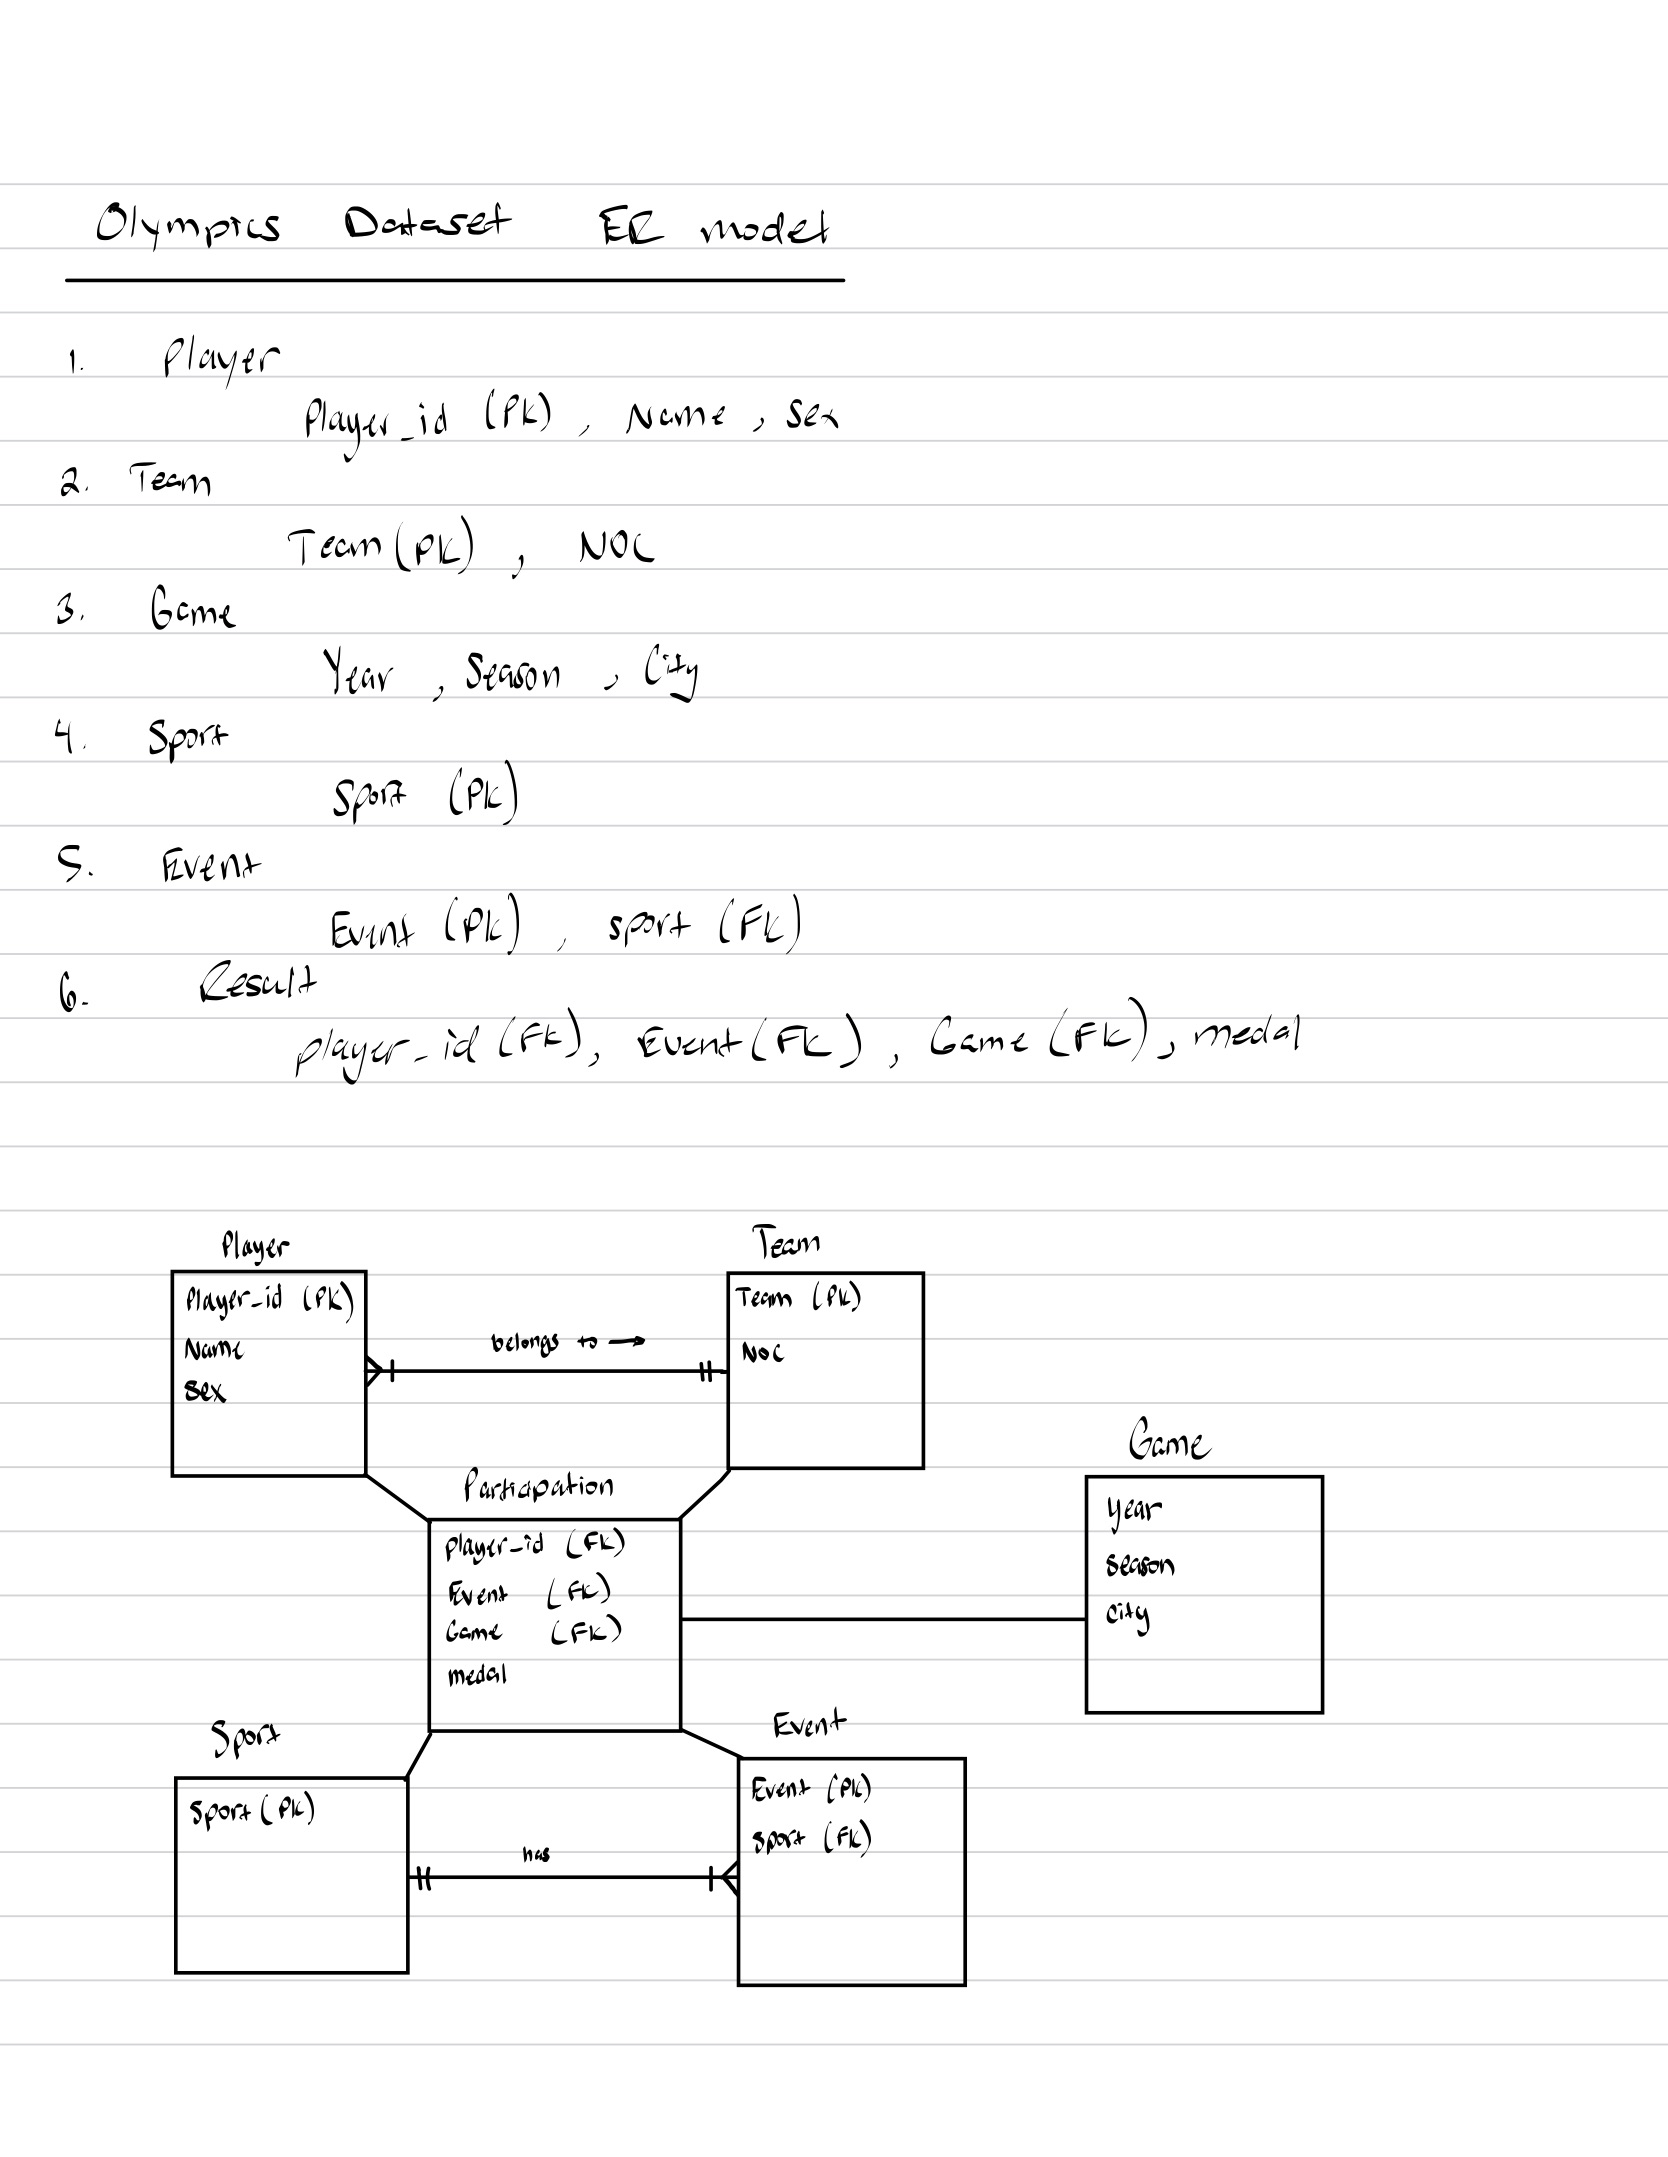 Olympics Dataset ER model
1. Player
Player_id (PK), Name, Sex
2. Team
Team (PK), NOC
3. Game
Year, Season, City
4. Sport
Sport (PK)
5. Event
Event (PK), sport (FK)
6. Result
player_id (FK), Event (FK), Game (FK), medal
Player
Player_id (PK)
Name
Sex
belongs to →
Team
Team (PK)
NOC
Participation
player_id (FK)
Event (FK)
Game (FK)
medal
Game
year
season
city
Sport
Sport (PK)
has
Event
Event (PK)
sport (FK)